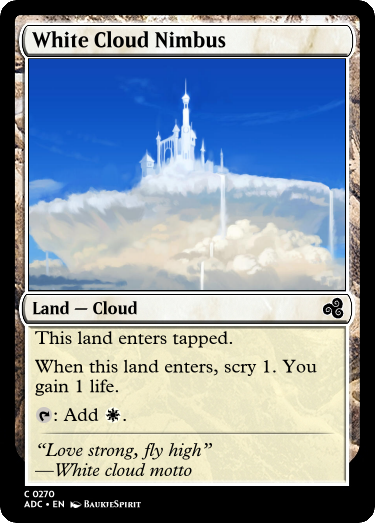 White Cloud Nimbus
Land — Cloud
This land enters tapped.
When this land enters, scry 1. You
gain 1 life.
: Add .
“Love strong, fly high”
—White cloud motto
C 0270
ADC • EN BaukjeSpirit